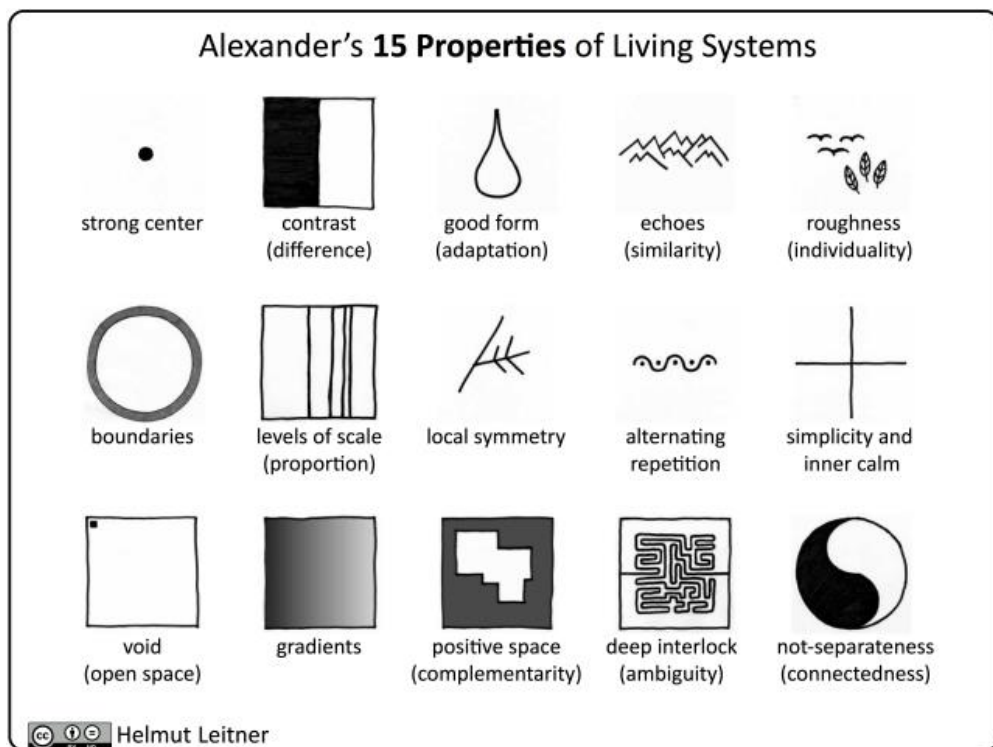 Alexander's 15 Properties of Living Systems
strong center
contrast
(difference)
good form
(adaptation)
echoes
(similarity)
roughness
(individuality)
boundaries
levels of scale
(proportion)
local symmetry
alternating
repetition
simplicity and
inner calm
void
(open space)
gradients
positive space
(complementarity)
deep interlock
(ambiguity)
not-separateness
(connectedness)
cc
Helmut Leitner